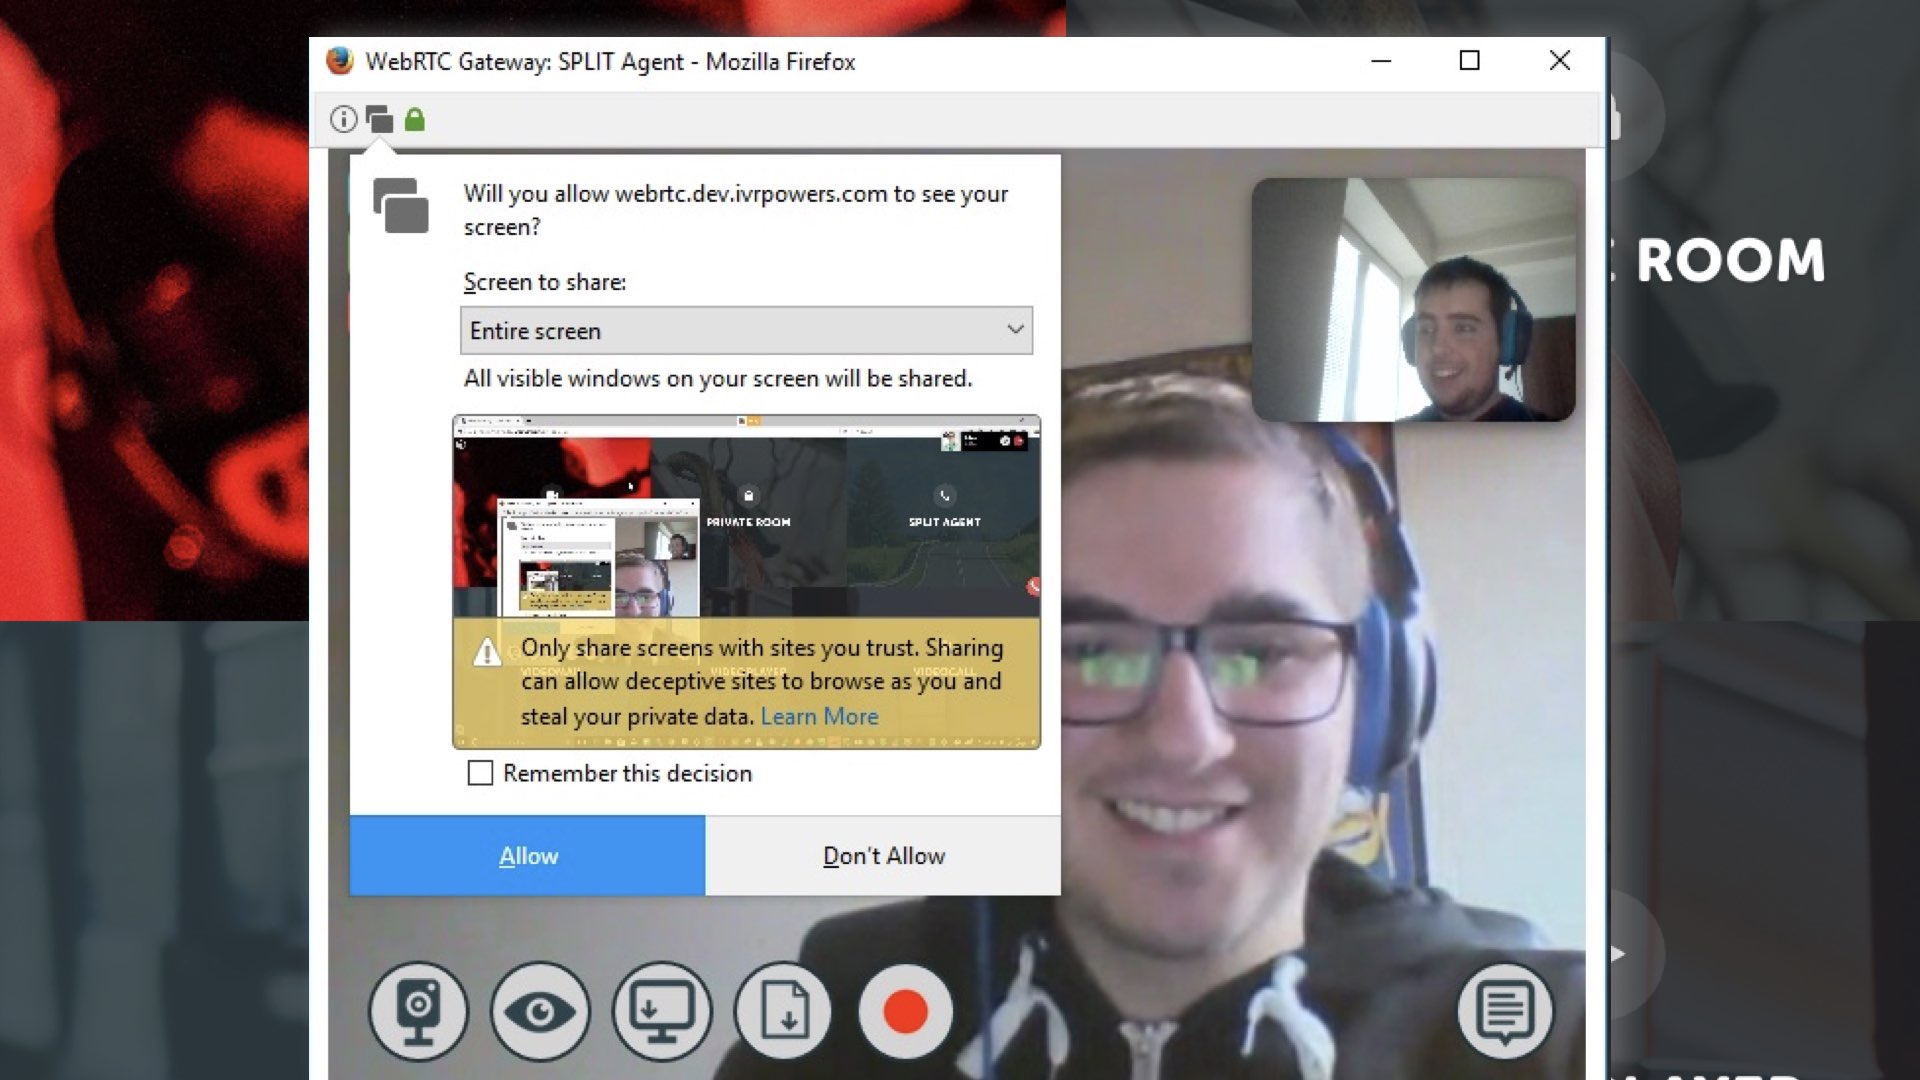 WebRTC Gateway: SPLIT Agent - Mozilla Firefox
Will you allow webrtc.dev.ivrpowers.com to see your
screen?
Screen to share:
Entire screen
All visible windows on your screen will be shared.
PRIVATE ROOM
SPLIT AGENT
Only share screens with sites you trust. Sharing
can allow deceptive sites to browse as you and
steal your private data. Learn More
VIDEOPLAYER
VIDEOCALL
Remember this decision
Allow
Don't Allow
ROOM